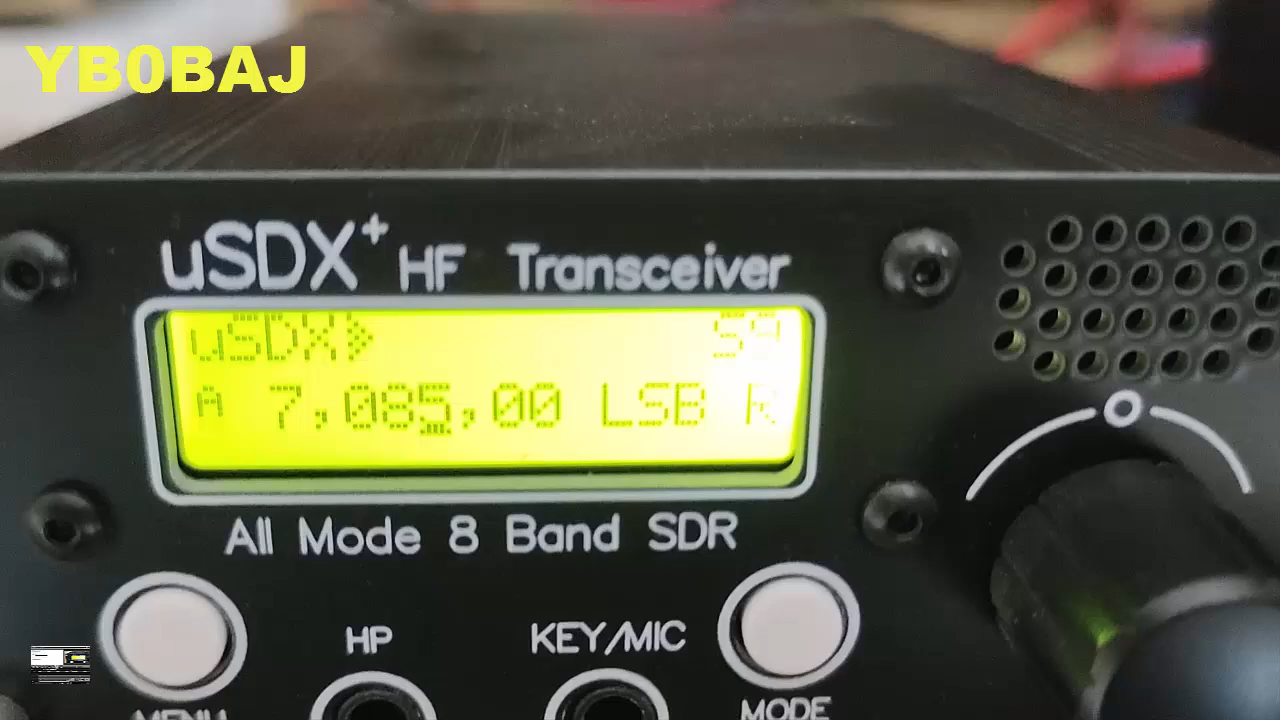 YB0BAJ
uSDX+ HF Transceiver
uSDX S9
A 7,085,00 LSB R
All Mode 8 Band SDR
HP KEY/MIC
MENU MODE